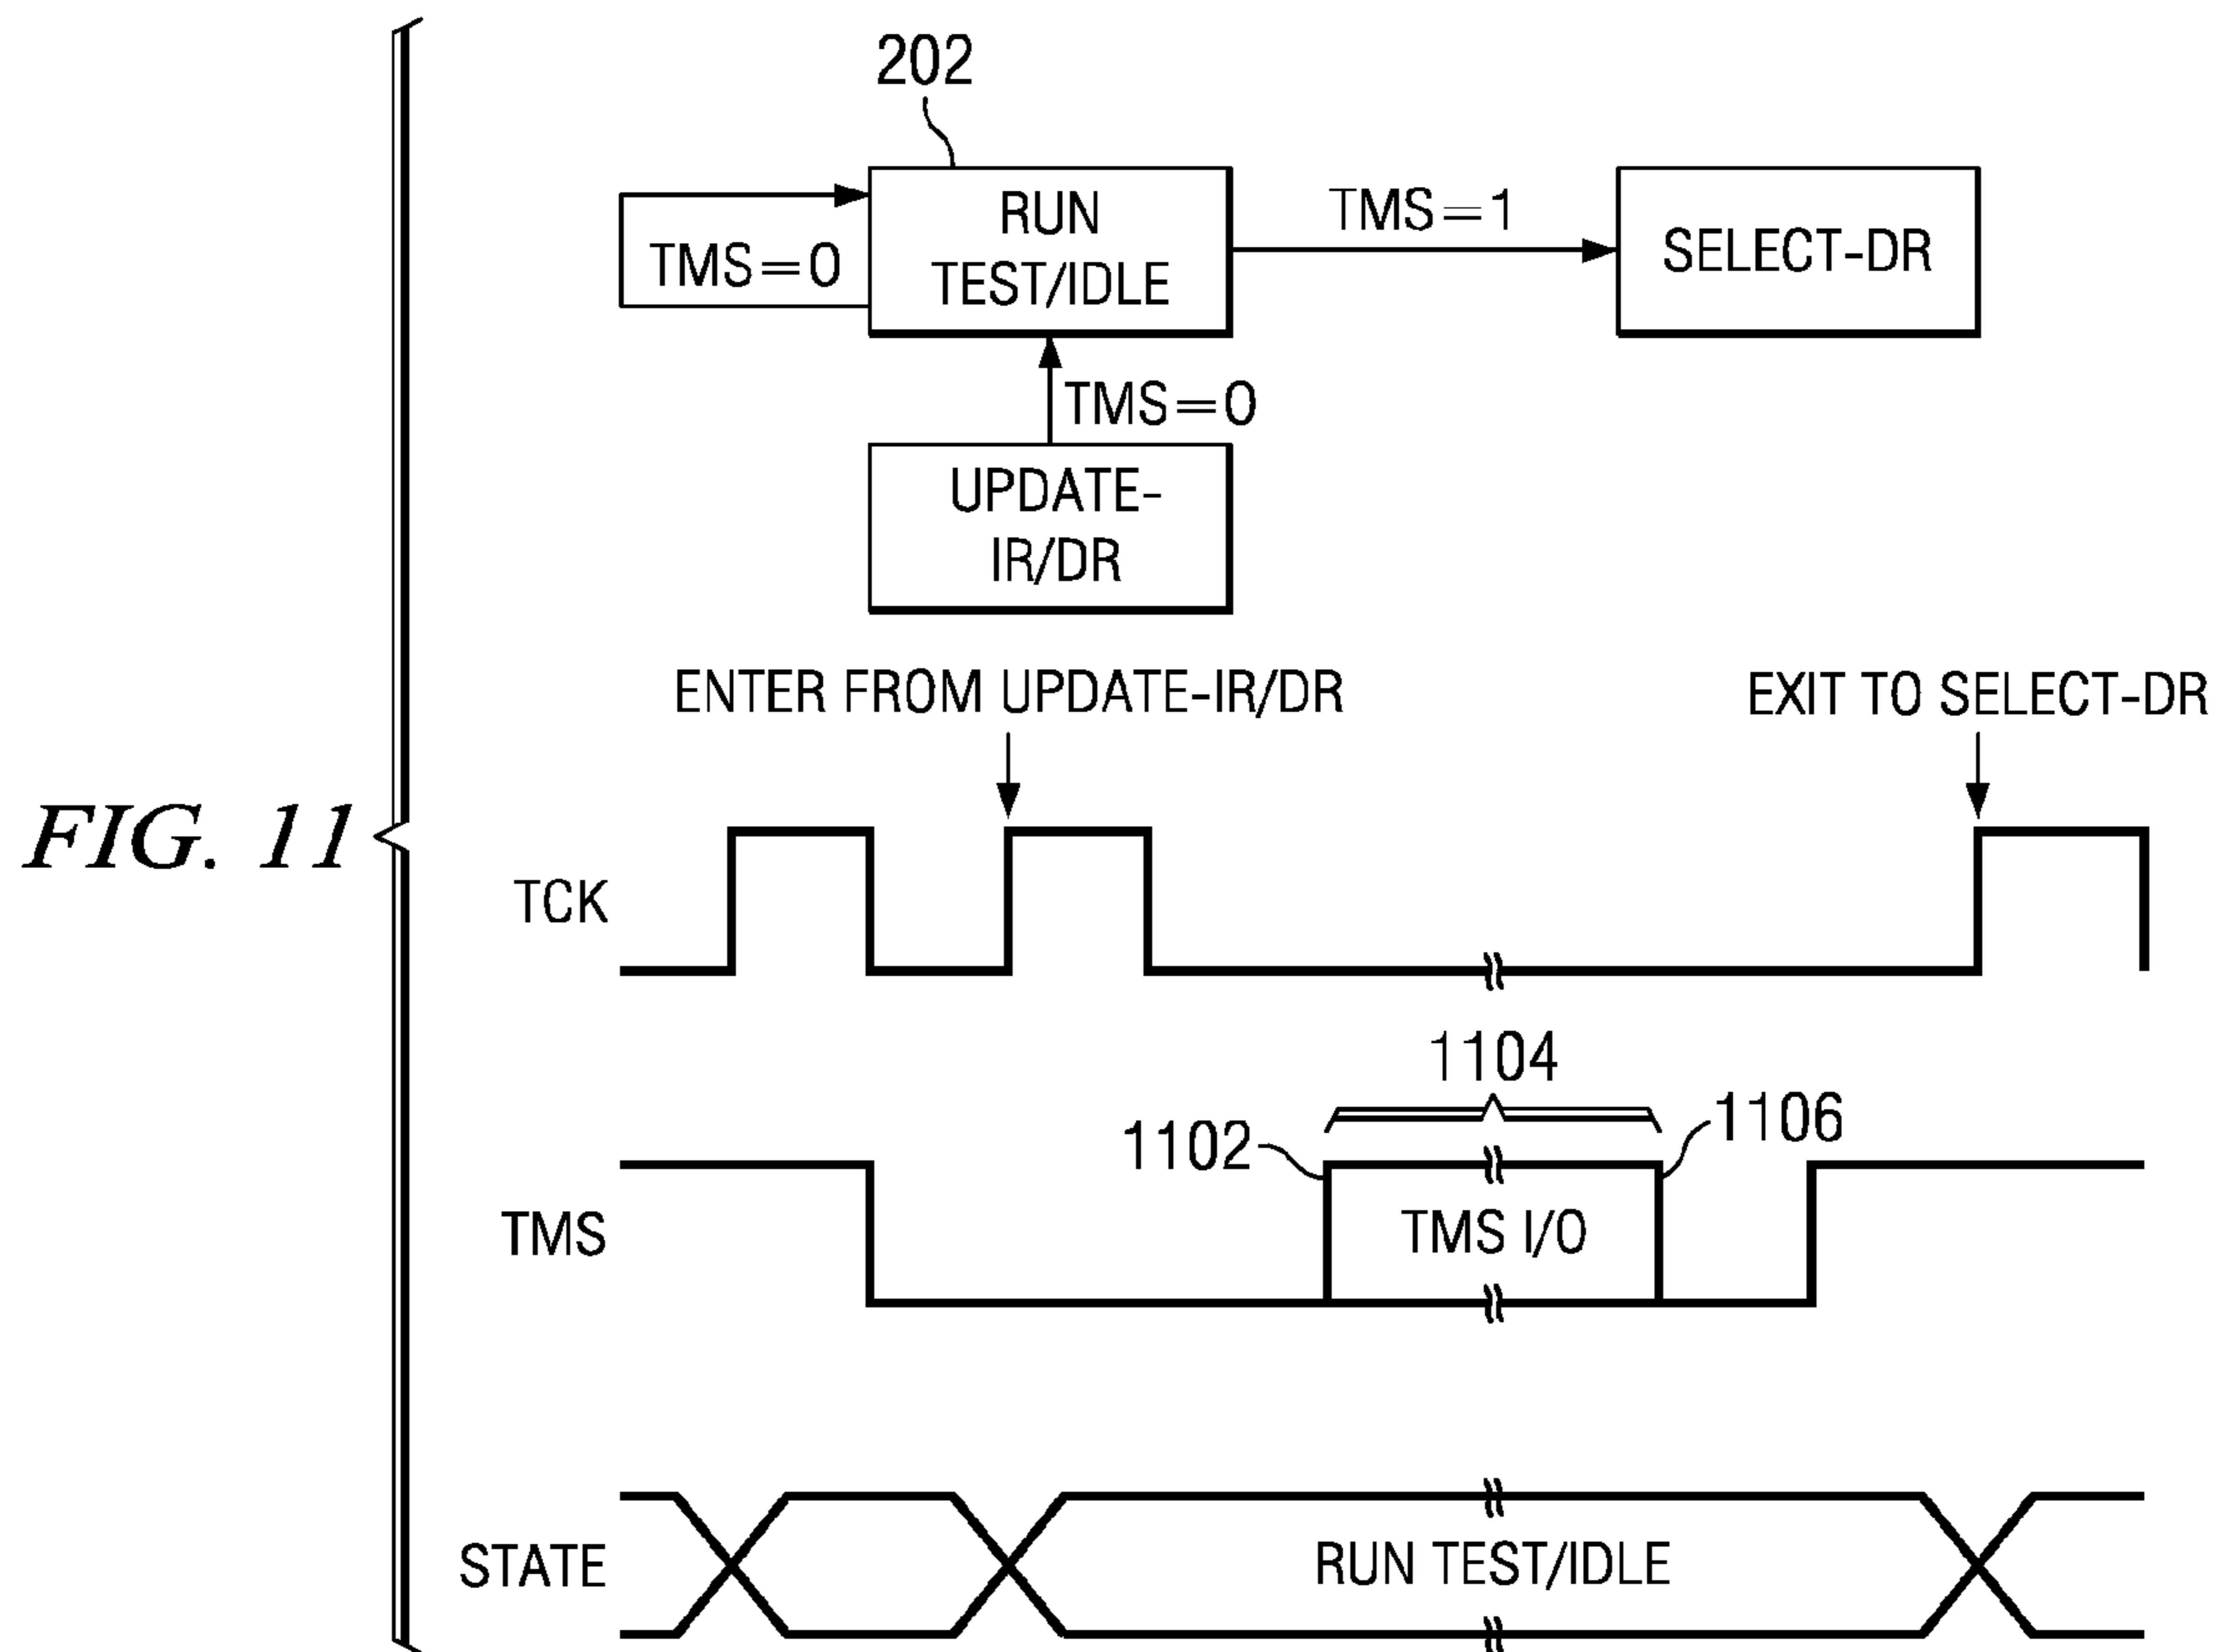 202
RUN
TEST/IDLE
TMS=0
TMS=1
SELECT-DR
TMS=0
UPDATE-
IR/DR
ENTER FROM UPDATE-IR/DR
EXIT TO SELECT-DR
FIG. 11
TCK
1104
1102
1106
TMS
TMS I/O
STATE
RUN TEST/IDLE